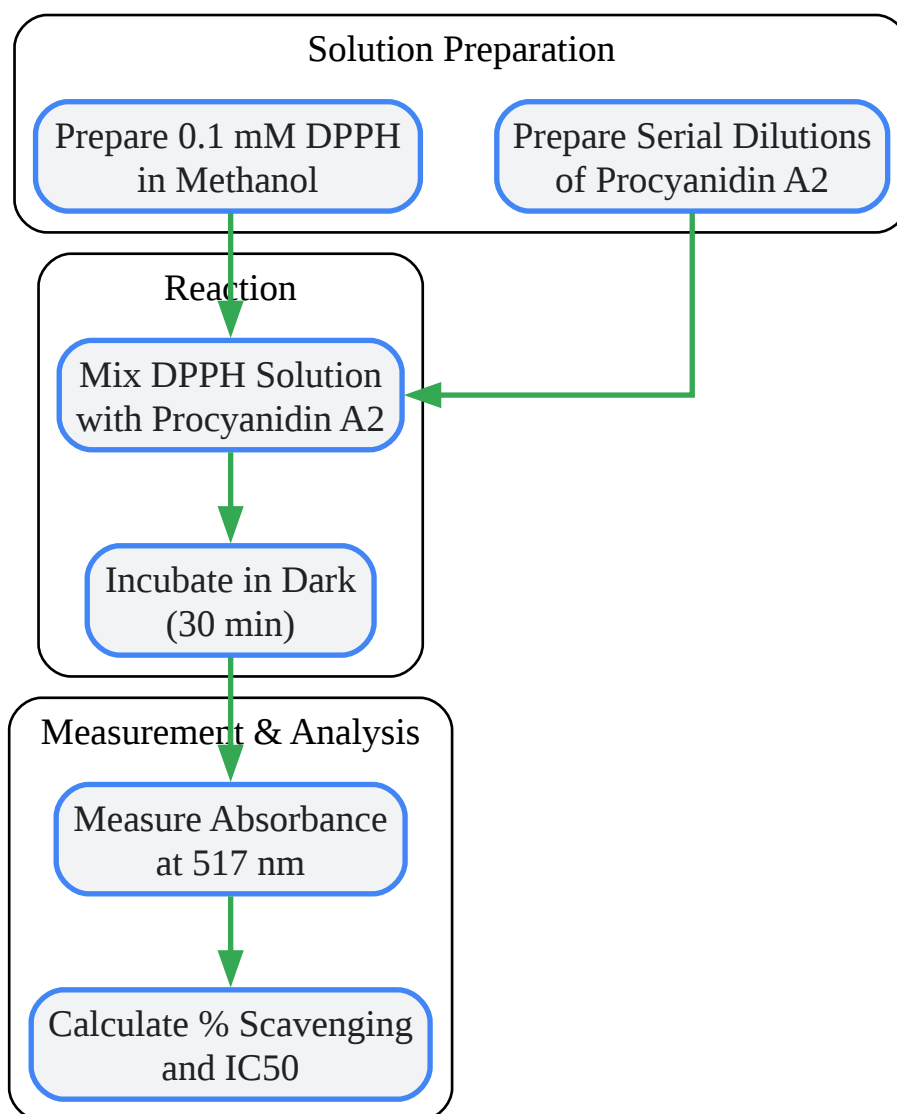 Solution Preparation
Prepare 0.1 mM DPPH
in Methanol
Prepare Serial Dilutions
of Procyanidin A2
Reaction
Mix DPPH Solution
with Procyanidin A2
Incubate in Dark
(30 min)
Measurement & Analysis
Measure Absorbance
at 517 nm
Calculate % Scavenging
and IC50